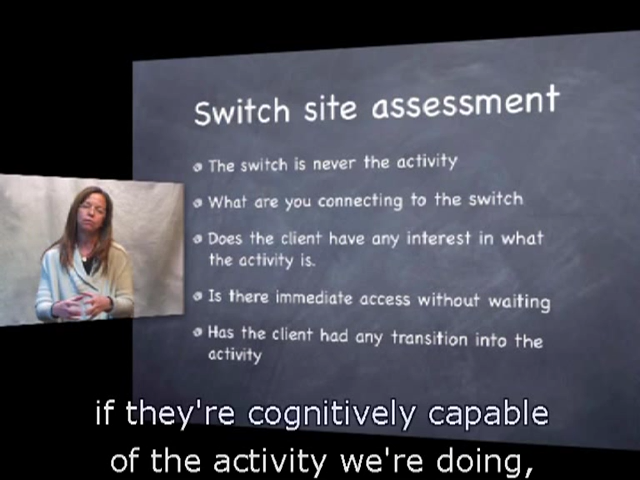 Switch site assessment
The switch is never the activity
What are you connecting to the switch
Does the client have any interest in what
the activity is.
Is there immediate access without waiting
Has the client had any transition into the
activity
if they're cognitively capable
of the activity we're doing,